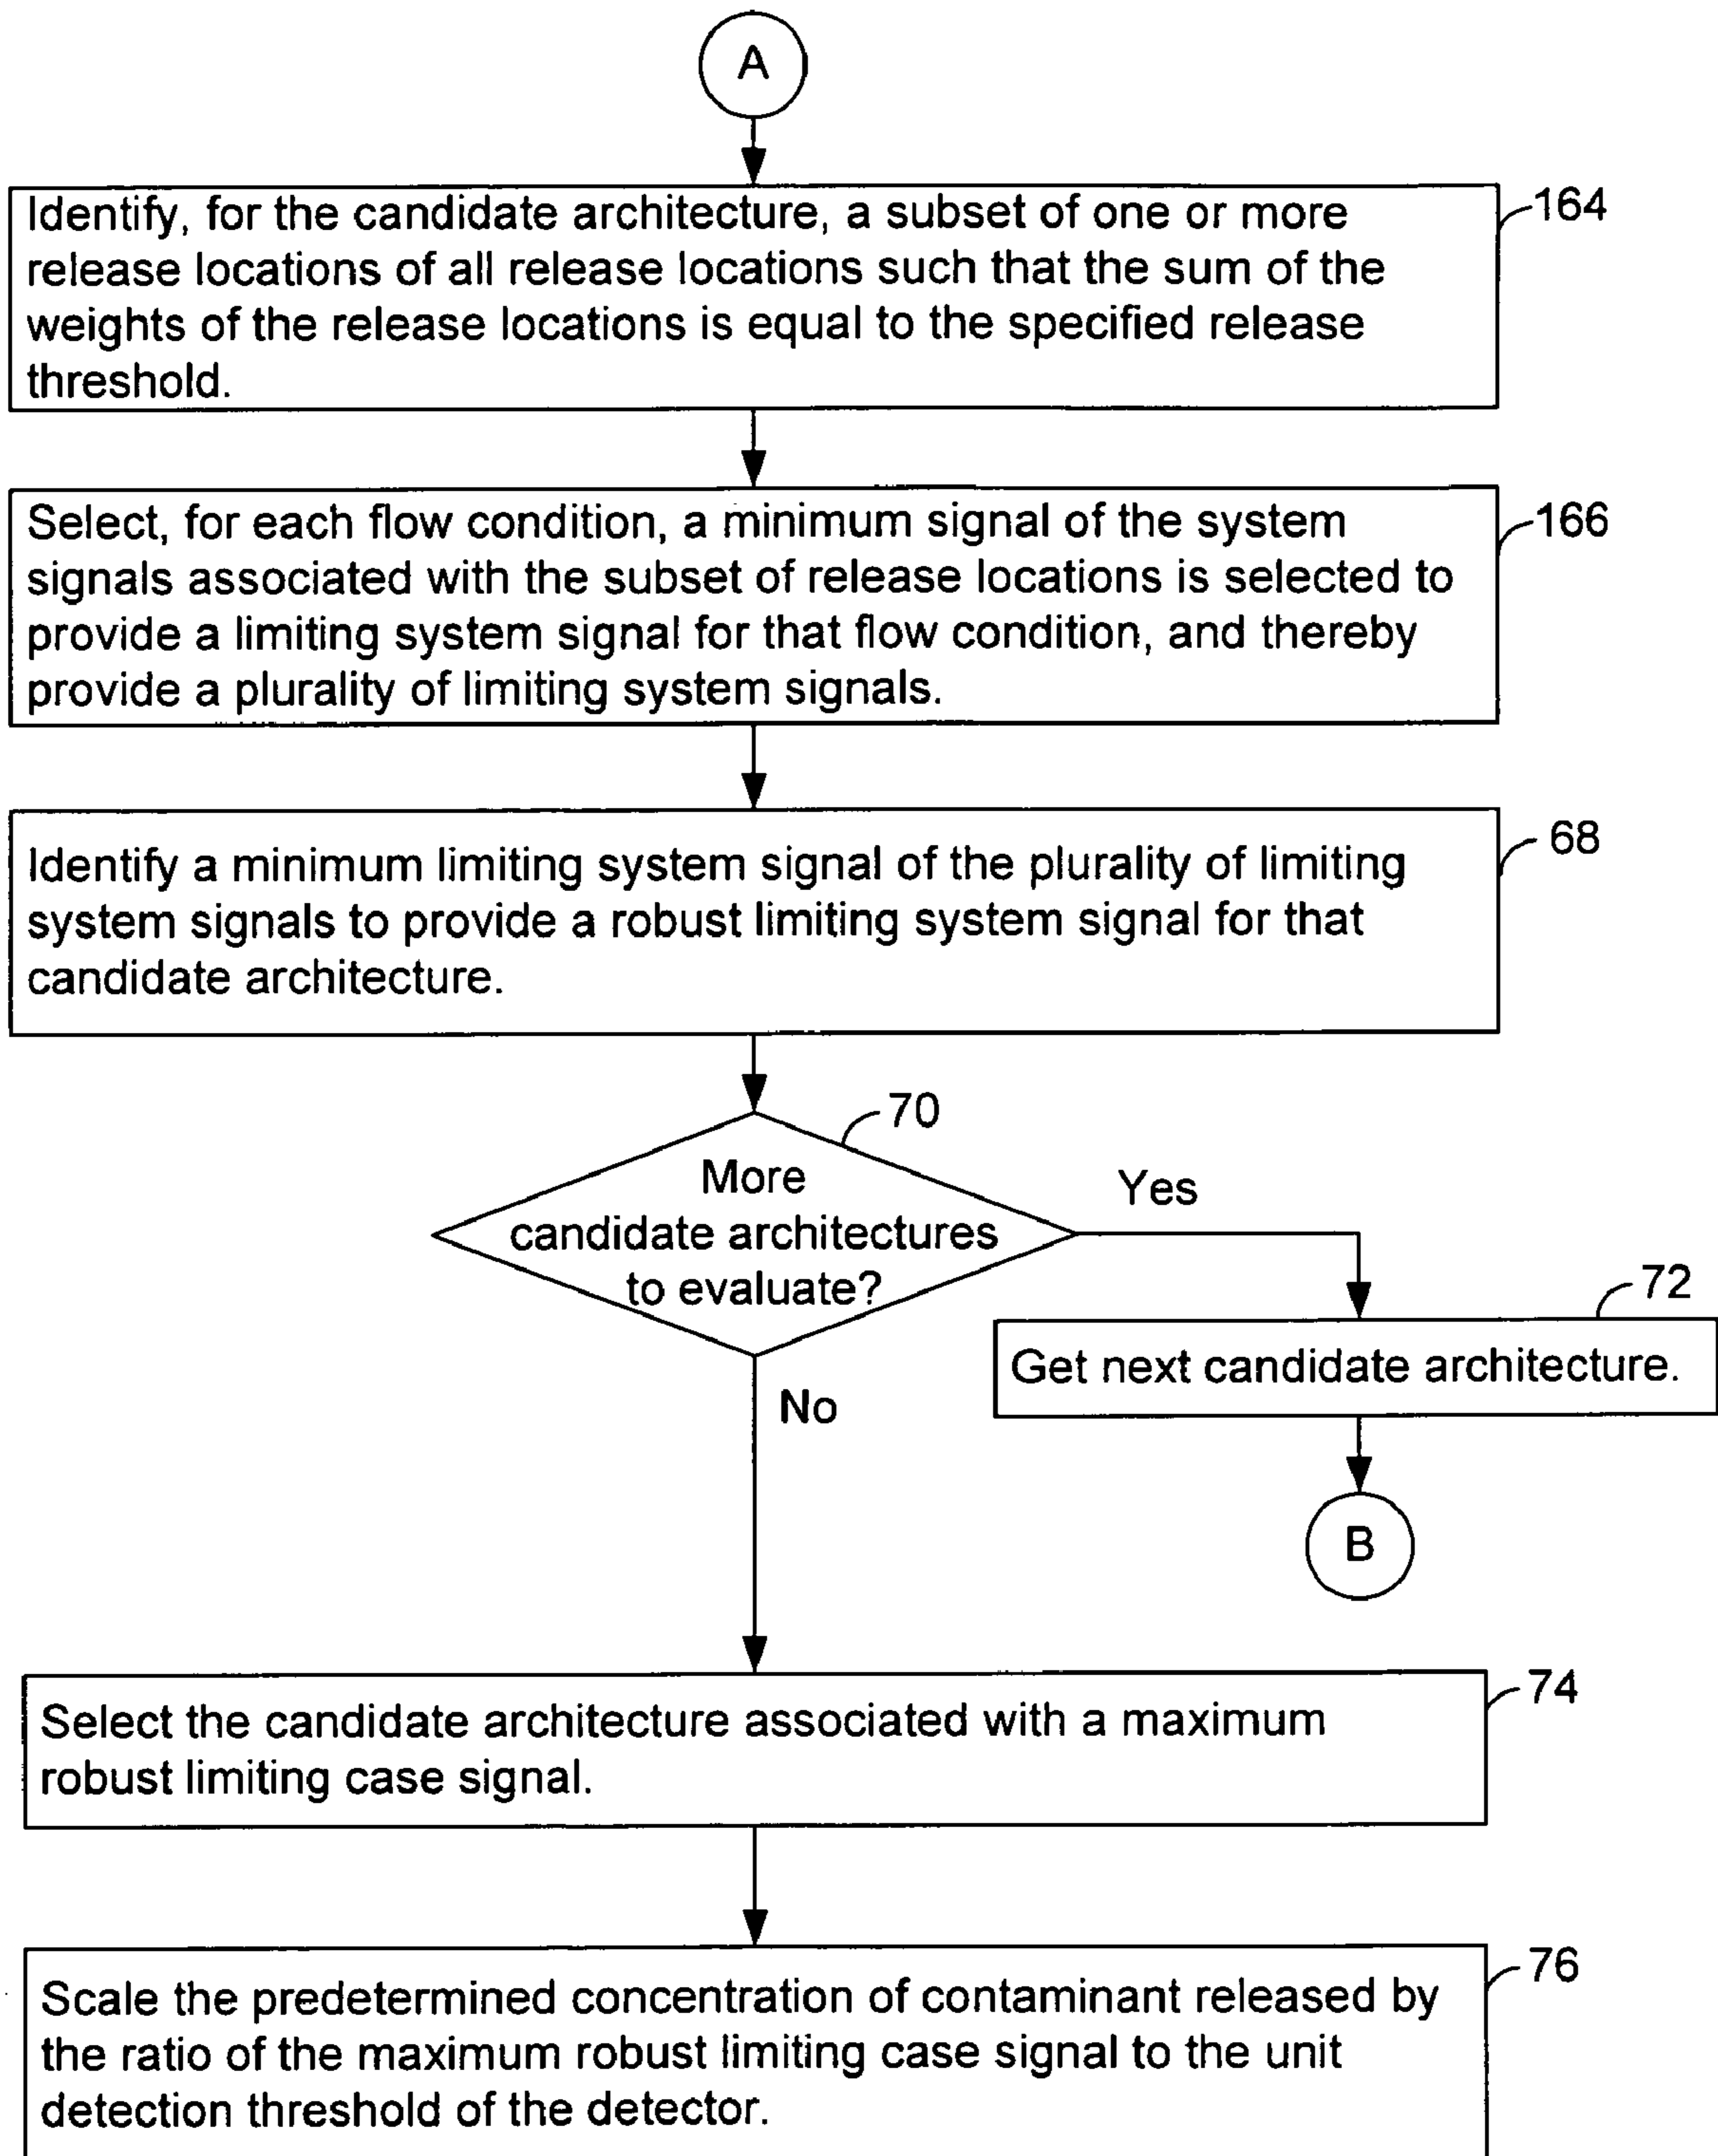 A
Identify, for the candidate architecture, a subset of one or more
release locations of all release locations such that the sum of the
weights of the release locations is equal to the specified release
threshold.
164
Select, for each flow condition, a minimum signal of the system
signals associated with the subset of release locations is selected to
provide a limiting system signal for that flow condition, and thereby
provide a plurality of limiting system signals.
166
Identify a minimum limiting system signal of the plurality of limiting
system signals to provide a robust limiting system signal for that
candidate architecture.
68
70
More
candidate architectures
to evaluate?
Yes
72
Get next candidate architecture.
No
B
Select the candidate architecture associated with a maximum
robust limiting case signal.
74
Scale the predetermined concentration of contaminant released by
the ratio of the maximum robust limiting case signal to the unit
detection threshold of the detector.
76